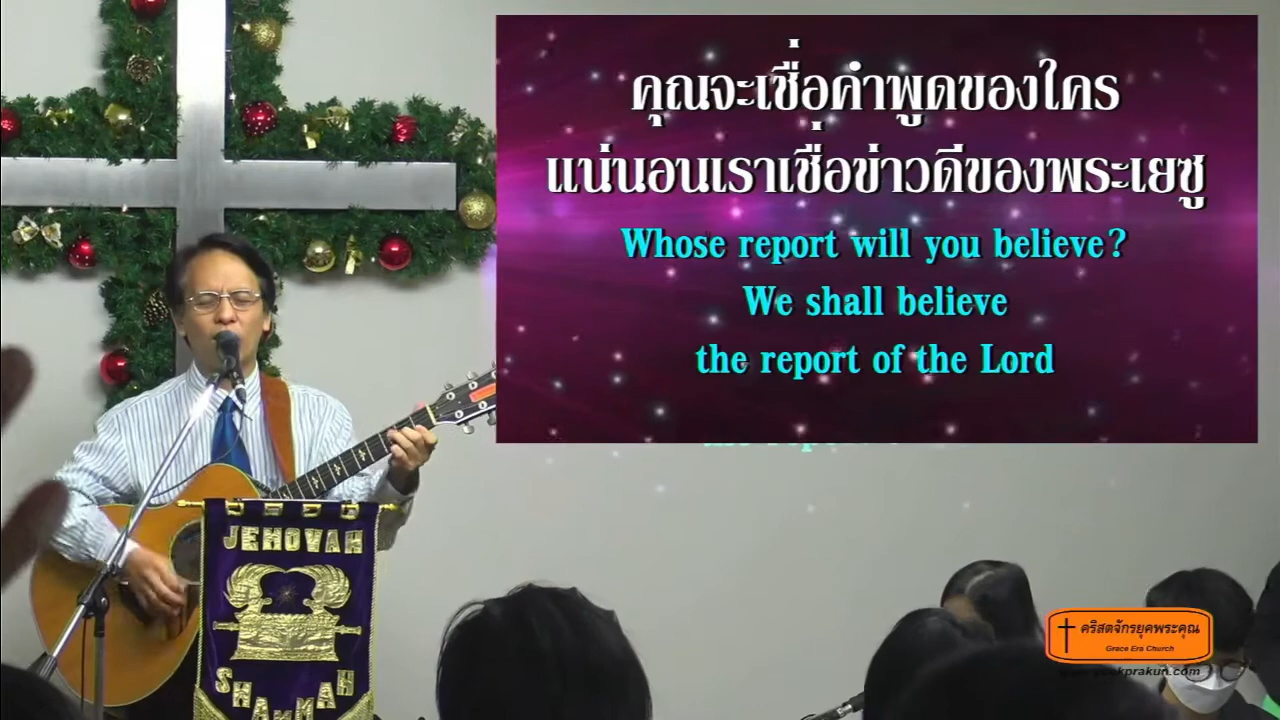 คุณจะเชื่อคำพูดของใคร
แน่นอนเราเชื่อข่าวดีของพระเยซู
Whose report will you believe?
We shall believe
the report of the Lord
JEHOVAH
SHAMMAH
คริสตจักรยุคพระคุณ
Grace Era Church
www.yookprakun.com